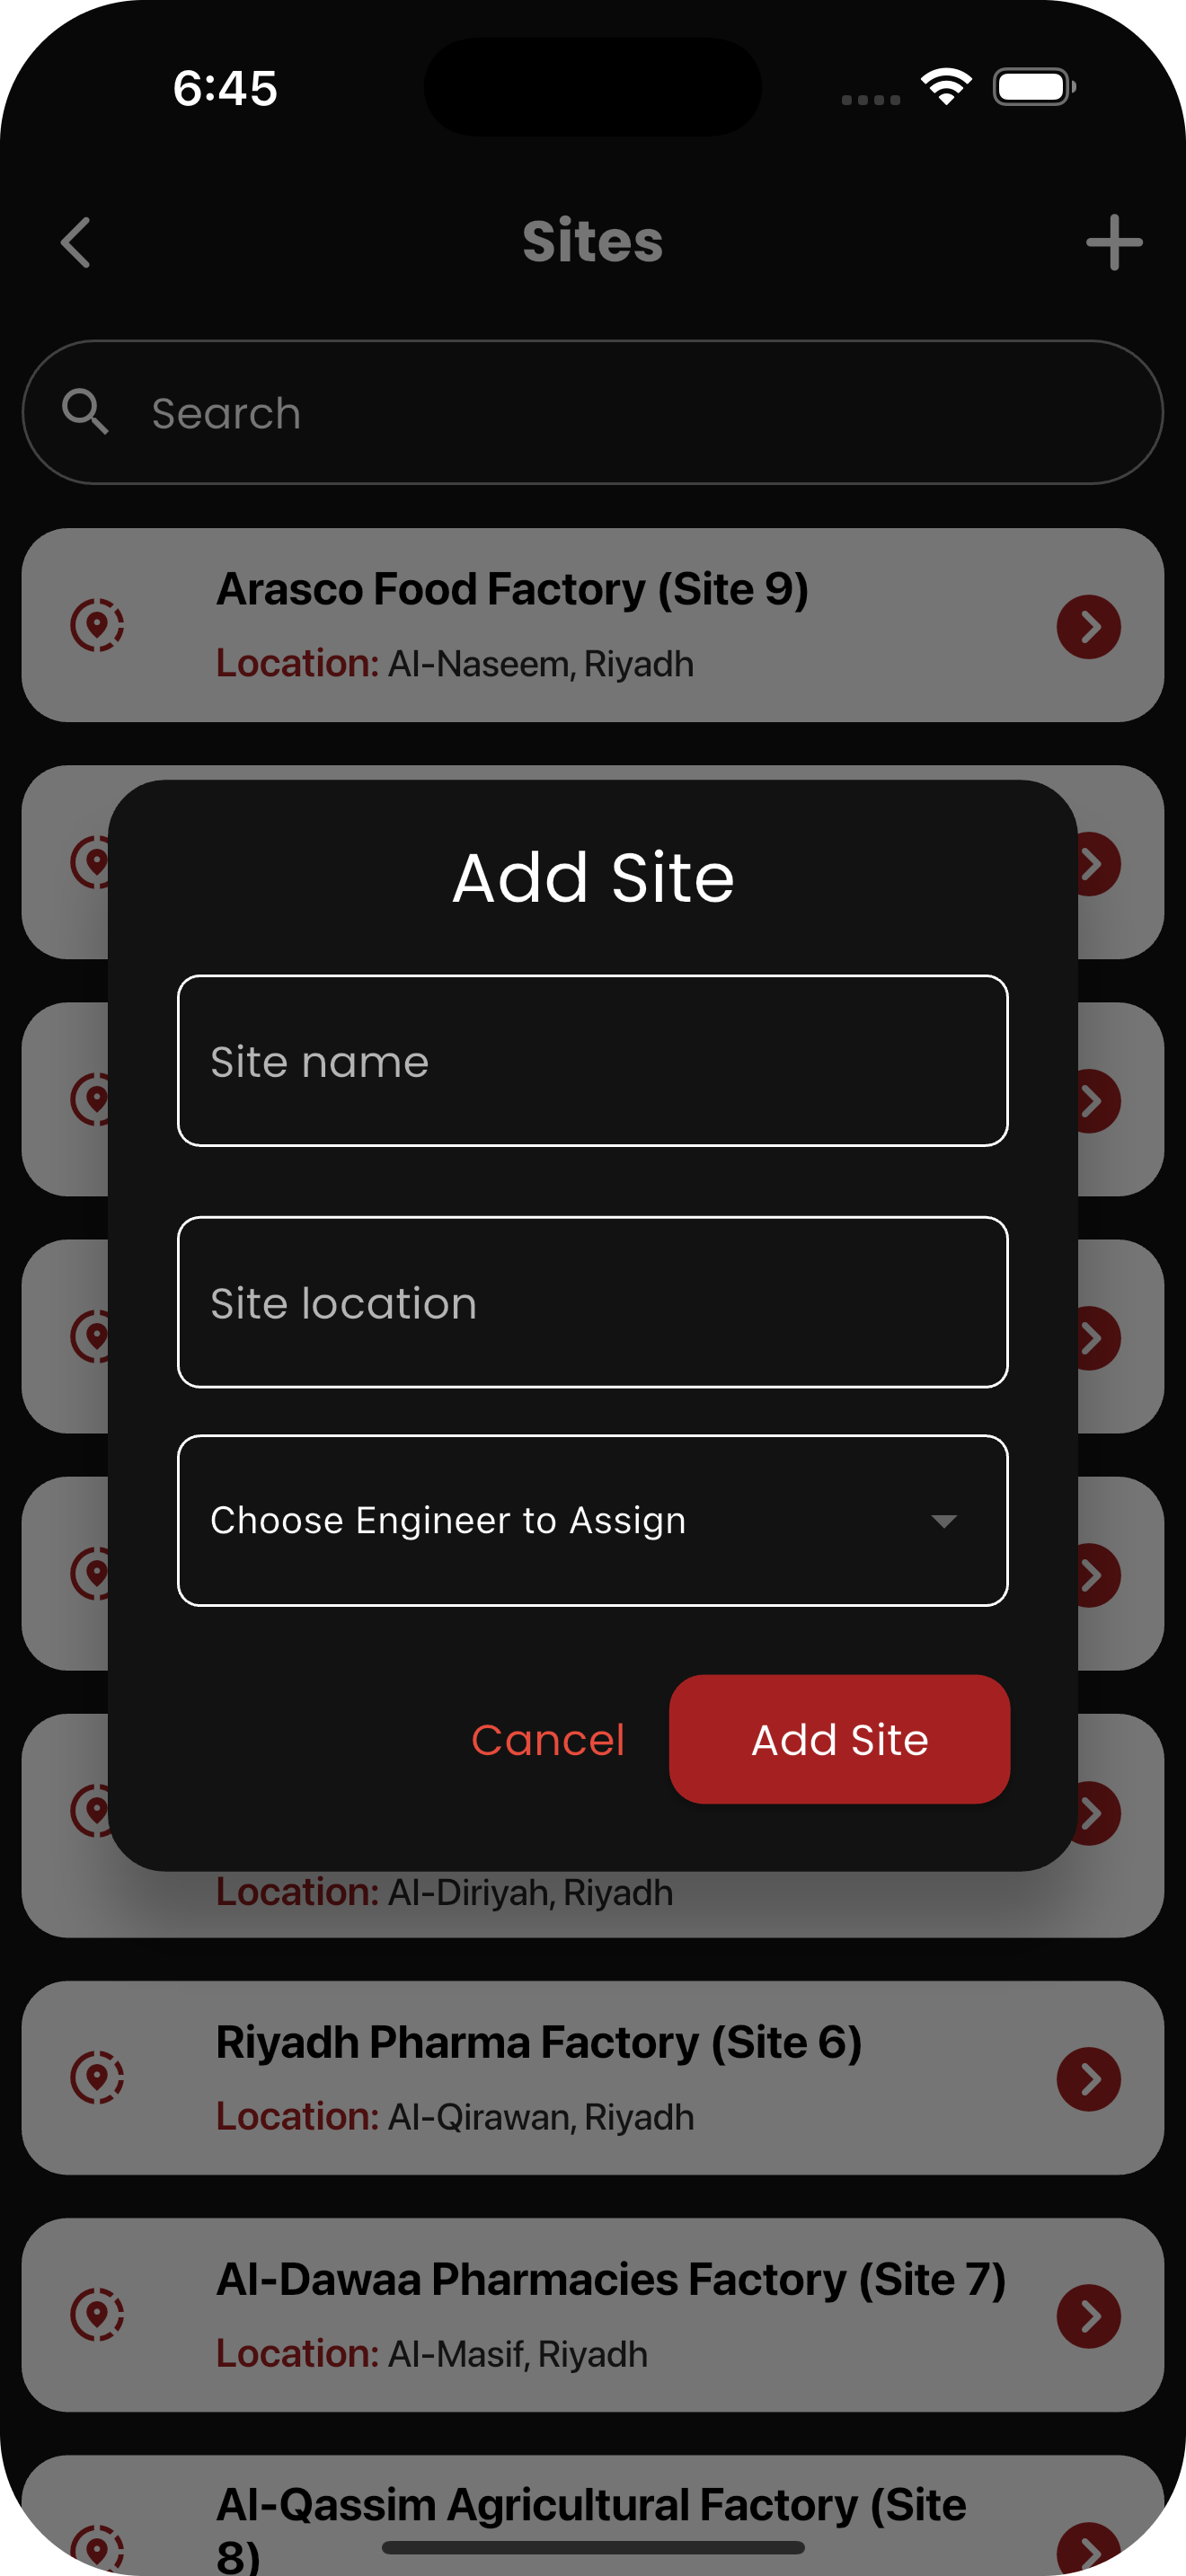 6:45
Sites
Search
Arasco Food Factory (Site 9)
Location: Al-Naseem, Riyadh
Add Site
Site name
Site location
Choose Engineer to Assign
Cancel
Add Site
Location: Al-Diriyah, Riyadh
Riyadh Pharma Factory (Site 6)
Location: Al-Qirawan, Riyadh
Al-Dawaa Pharmacies Factory (Site 7)
Location: Al-Masif, Riyadh
Al-Qassim Agricultural Factory (Site
8)